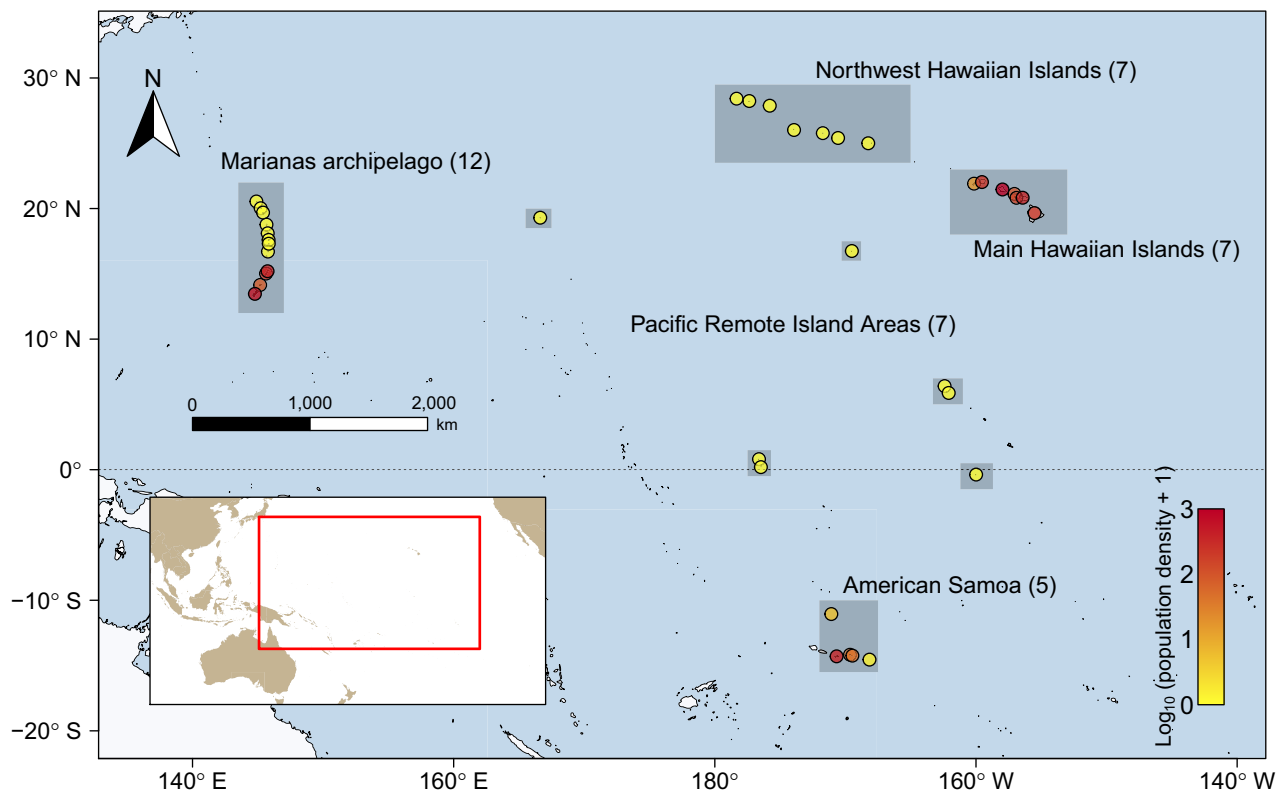 30° N
20° N
10° N
0°
−10° S
−20° S
140° E
160° E
180°
160° W
140° W
N
Northwest Hawaiian Islands (7)
Marianas archipelago (12)
Main Hawaiian Islands (7)
Pacific Remote Island Areas (7)
0 1,000 2,000
km
American Samoa (5)
Log₁₀ (population density + 1)
3
2
1
0